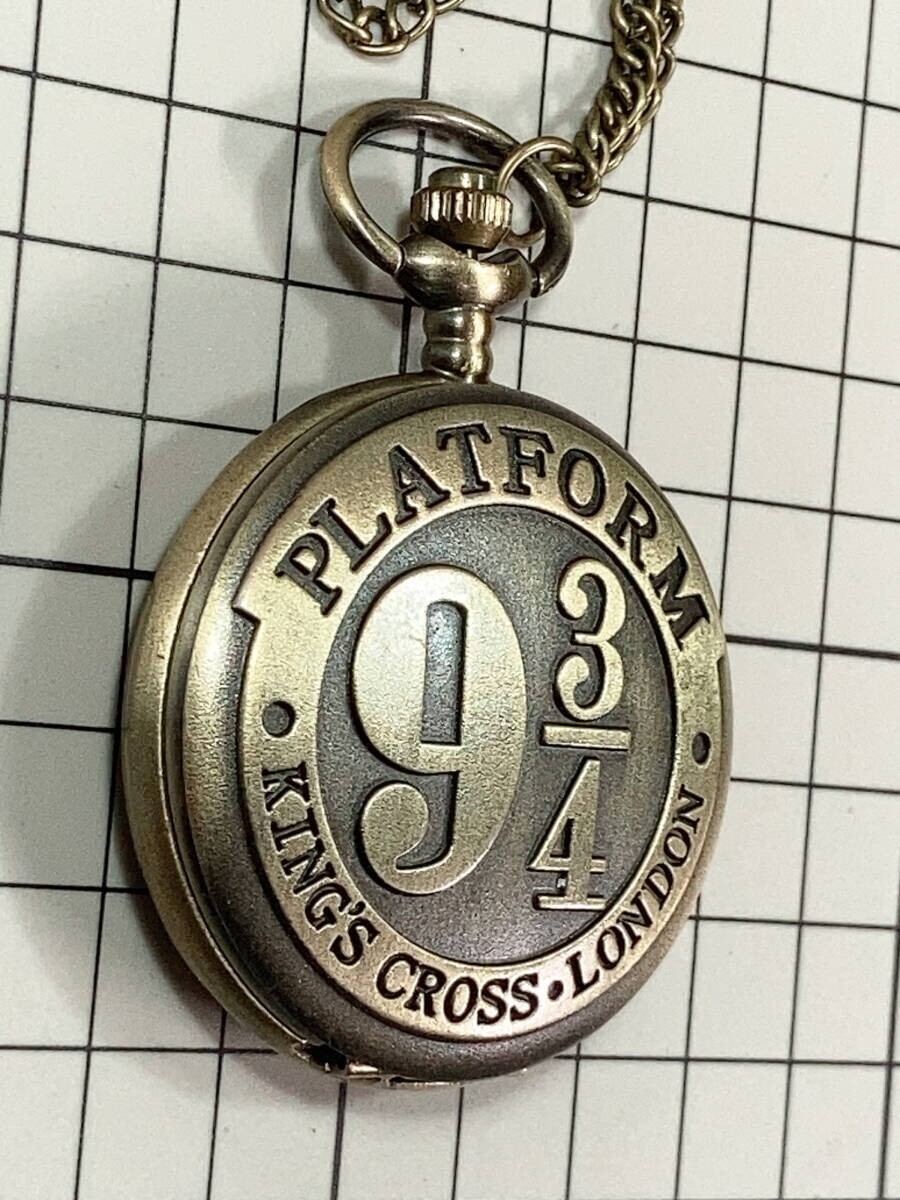 PLATFORM
9 3/4
• KING'S CROSS • LONDON •